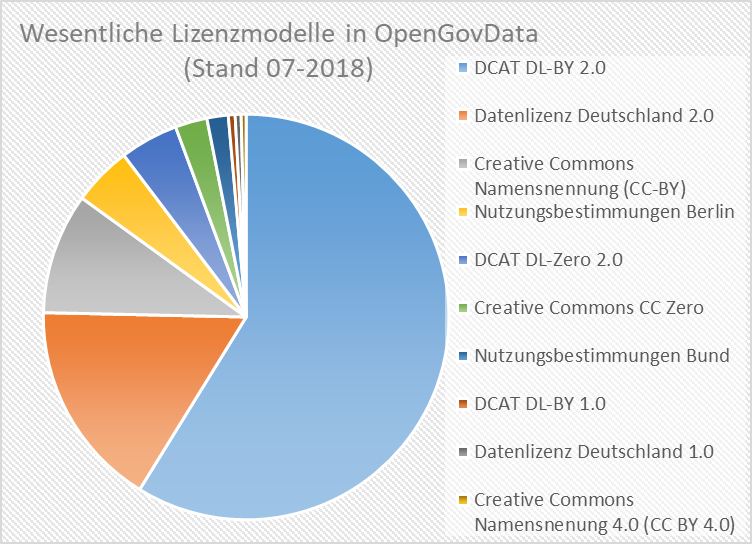 Wesentliche Lizenzmodelle in OpenGovData
(Stand 07-2018)
DCAT DL-BY 2.0
Datenlizenz Deutschland 2.0
Creative Commons
Namensnennung (CC-BY)
Nutzungsbestimmungen Berlin
DCAT DL-Zero 2.0
Creative Commons CC Zero
Nutzungsbestimmungen Bund
DCAT DL-BY 1.0
Datenlizenz Deutschland 1.0
Creative Commons
Namensnenung 4.0 (CC BY 4.0)